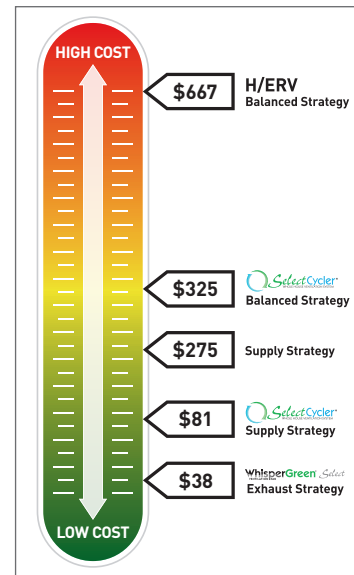 HIGH COST
$667
H/ERV
Balanced Strategy
$325
SelectCycler
Balanced Strategy
$275
Supply Strategy
$81
SelectCycler
Supply Strategy
$38
WhisperGreen Select
Exhaust Strategy
LOW COST